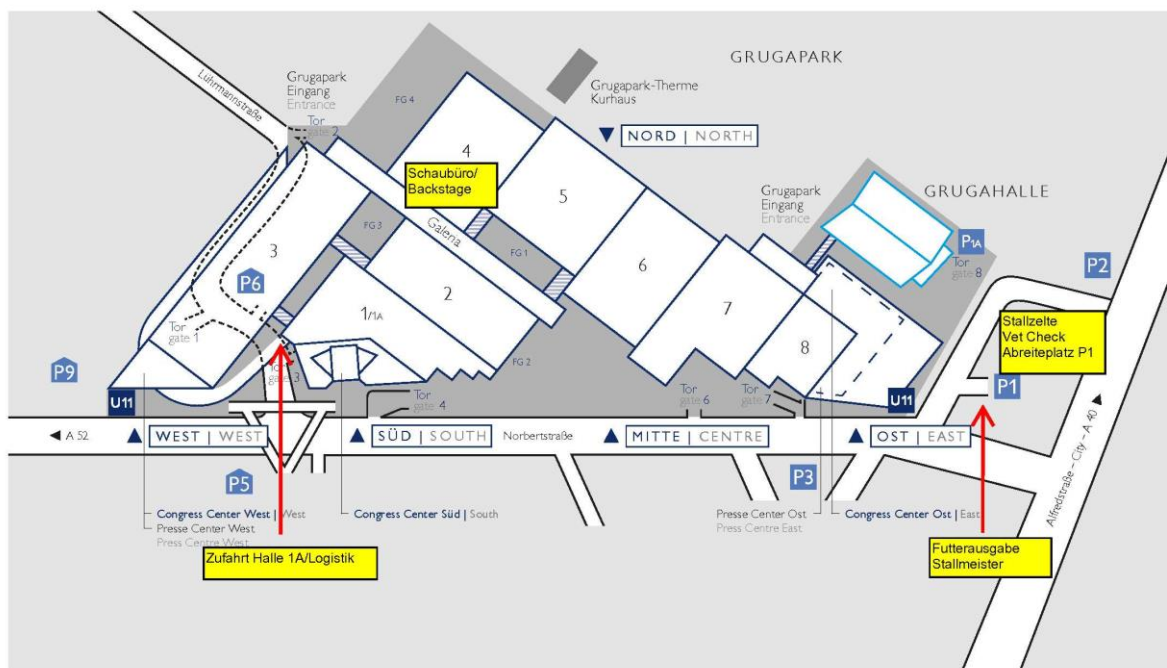 GRUGAPARK
Lührmannstraße
Grugapark
Eingang
Entrance
Tor
gate 2
FG 4
Grugapark-Therme
Kurhaus
NORD | NORTH
4
Schaubüro/
Backstage
5
Grugapark
Eingang
Entrance
GRUGAHALLE
3
FG 3
Galeria
FG 1
P1A
Tor
gate 8
P2
P6
6
2
7
1/1A
Tor
gate 1
8
Stallzelte
Vet Check
Abreiteplatz P1
FG 2
P9
Tor
gate 3
P1
U11
Tor
gate 4
Tor
gate 6
Tor
gate 7
U11
A 52
WEST | WEST
SÜD | SOUTH
Norbertstraße
MITTE | CENTRE
OST | EAST
P5
P3
Alfredstraße – City – A 40
Congress Center West | West
Presse Center West
Press Centre West
Congress Center Süd | South
Presse Center Ost
Press Centre East
Congress Center Ost | East
Zufahrt Halle 1A/Logistik
Futterausgabe
Stallmeister